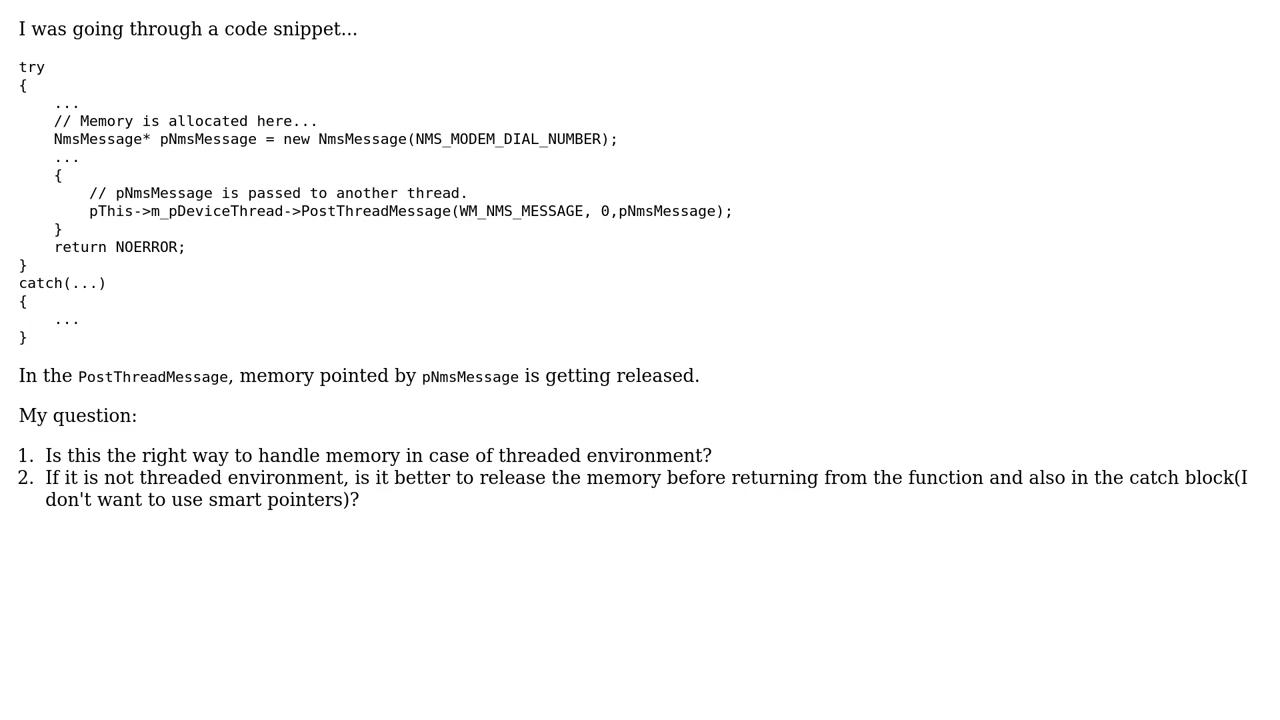 I was going through a code snippet...
try
{
    ...
    // Memory is allocated here...
    NmsMessage* pNmsMessage = new NmsMessage(NMS_MODEM_DIAL_NUMBER);
    ...
    {
        // pNmsMessage is passed to another thread.
        pThis->m_pDeviceThread->PostThreadMessage(WM_NMS_MESSAGE, 0,pNmsMessage);
    }
    return NOERROR;
}
catch(...)
{
    ...
}
In the PostThreadMessage, memory pointed by pNmsMessage is getting released.
My question:
1. Is this the right way to handle memory in case of threaded environment?
2. If it is not threaded environment, is it better to release the memory before returning from the function and also in the catch block(I
don't want to use smart pointers)?